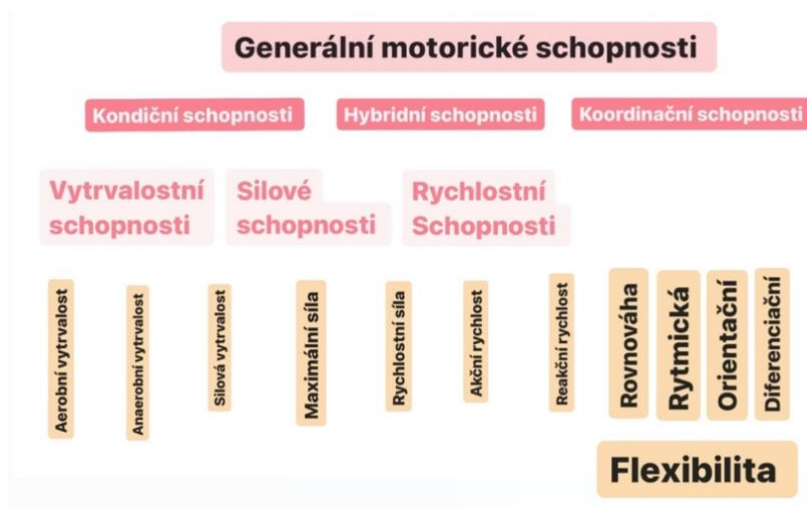 Generální motorické schopnosti
Kondiční schopnosti
Hybridní schopnosti
Koordinační schopnosti
Vytrvalostní
schopnosti
Silové
schopnosti
Rychlostní
Schopnosti
Aerobní vytrvalost
Anaerobní vytrvalost
Silová vytrvalost
Maximální síla
Rychlostní síla
Akční rychlost
Reakční rychlost
Rovnováha
Rytmická
Orientační
Diferenciační
Flexibilita